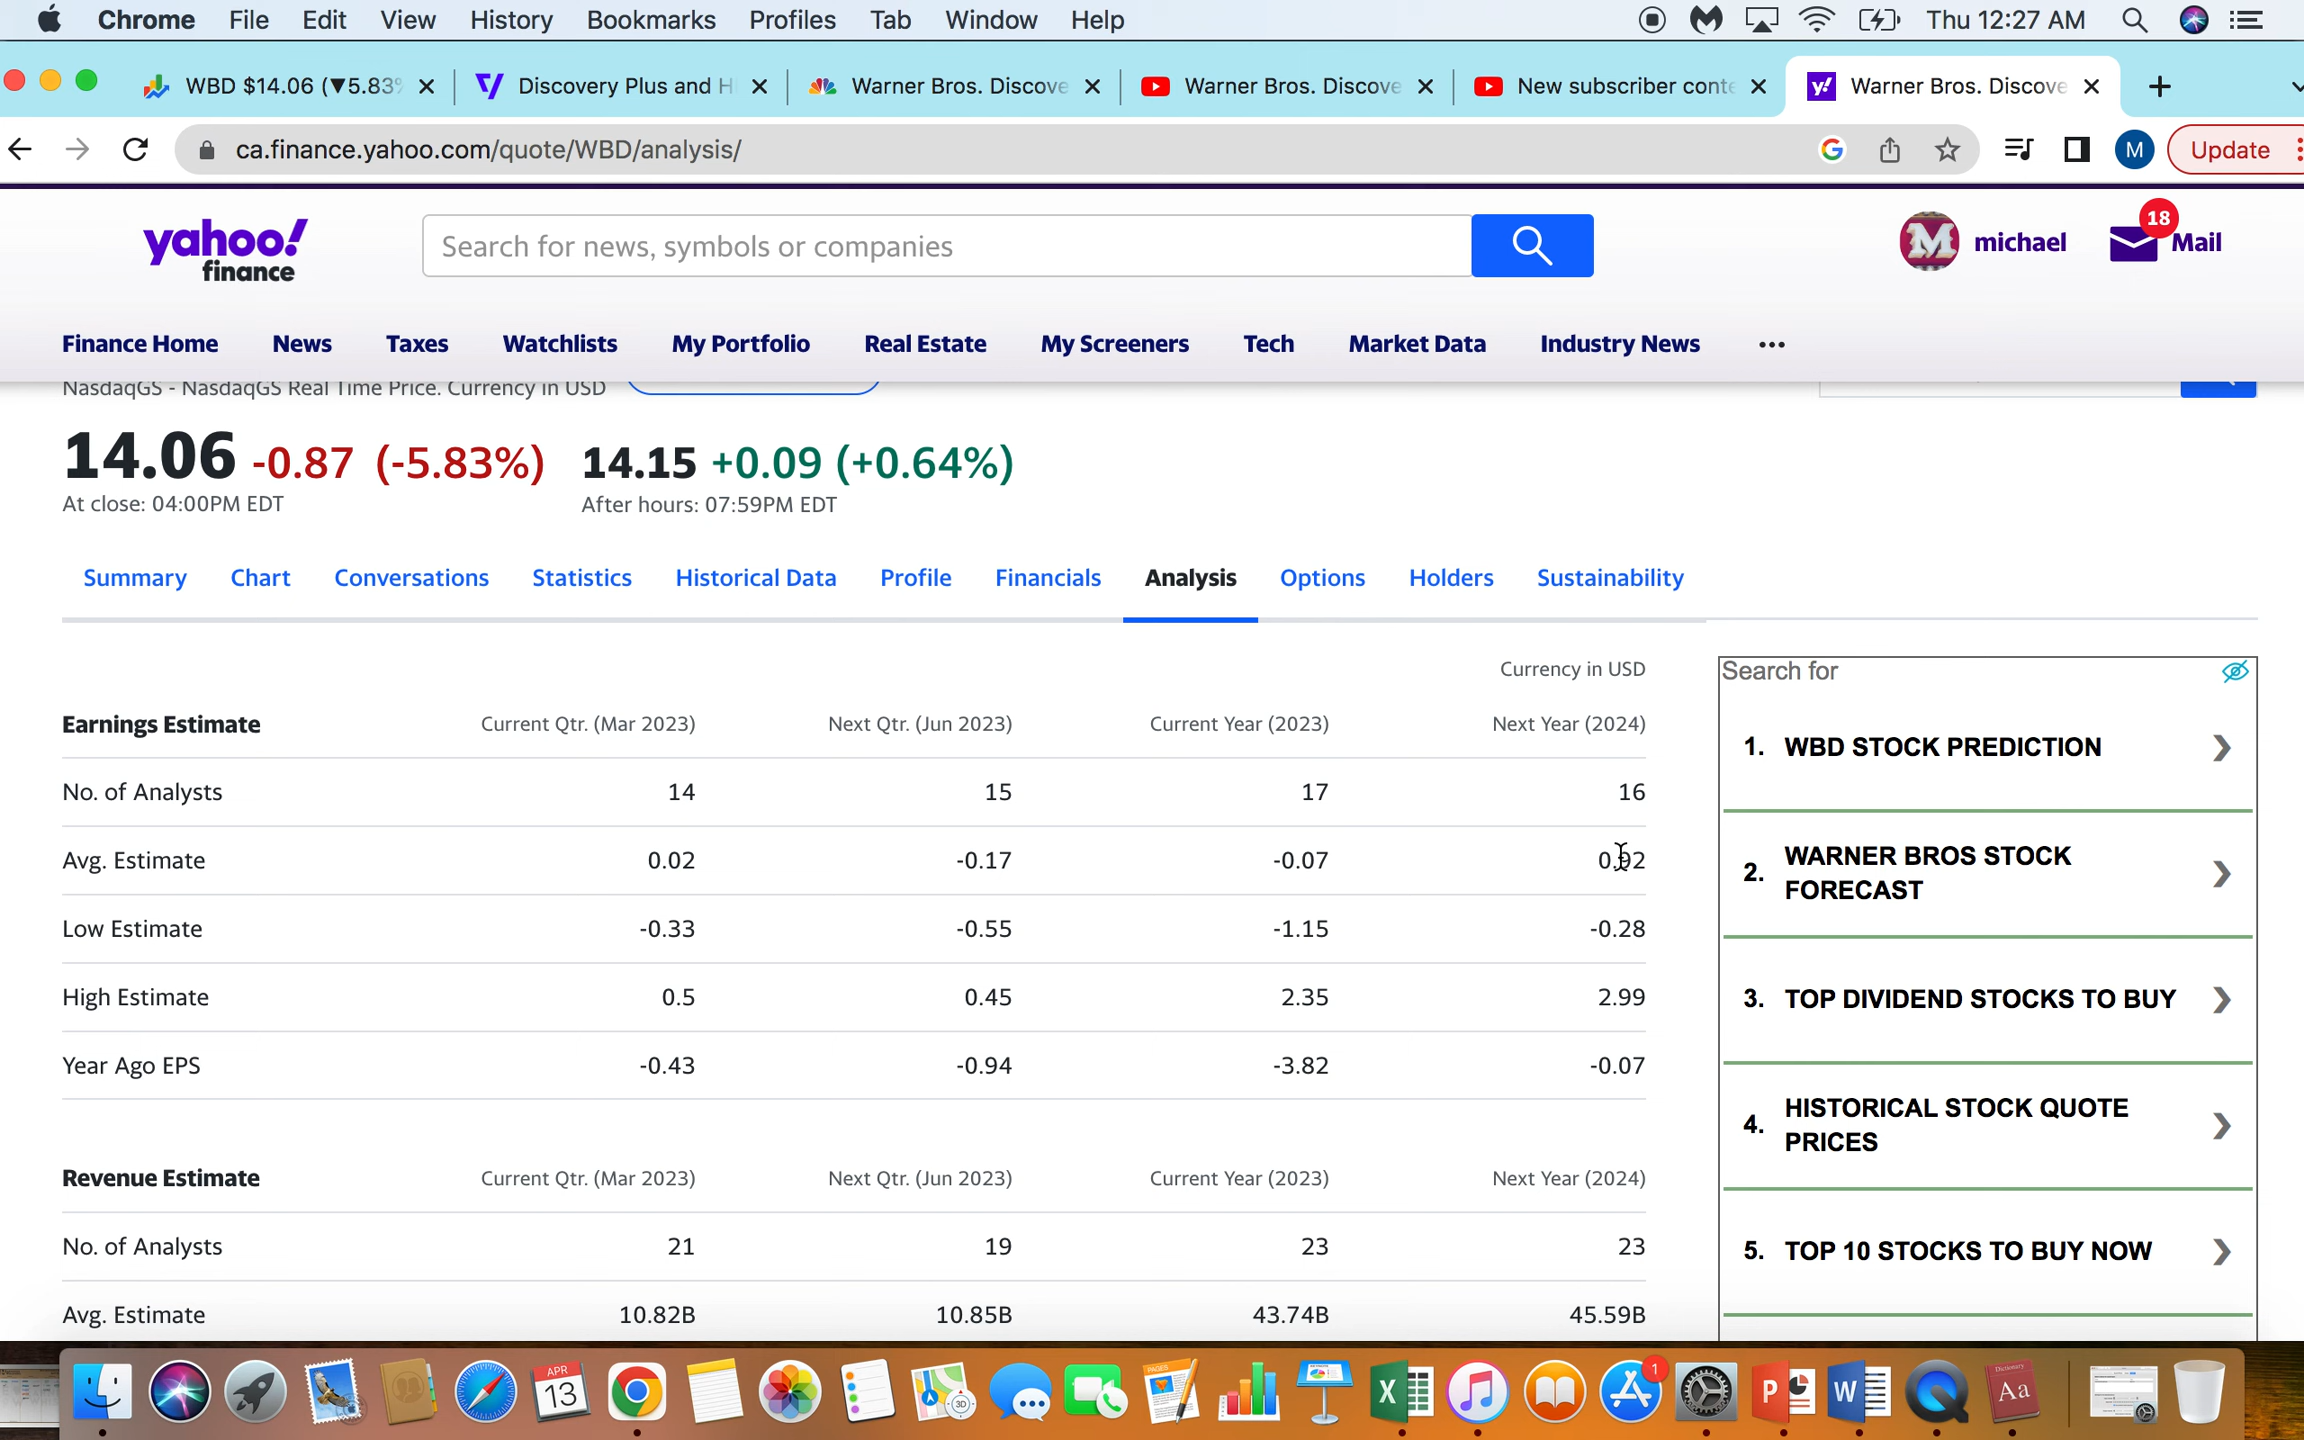 Chrome File Edit View History Bookmarks Profiles Tab Window Help Thu 12:27 AM
WBD $14.06 (▼5.83% Discovery Plus and H Warner Bros. Discove Warner Bros. Discove New subscriber conte Warner Bros. Discove
ca.finance.yahoo.com/quote/WBD/analysis/ M Update
yahoo!
finance
Search for news, symbols or companies
M michael 18 Mail
Finance Home News Taxes Watchlists My Portfolio Real Estate My Screeners Tech Market Data Industry News ...
NasdaqGS - NasdaqGS Real Time Price. Currency in USD
14.06 -0.87 (-5.83%) 14.15 +0.09 (+0.64%)
At close: 04:00PM EDT After hours: 07:59PM EDT
Summary Chart Conversations Statistics Historical Data Profile Financials Analysis Options Holders Sustainability
Currency in USD
Earnings Estimate Current Qtr. (Mar 2023) Next Qtr. (Jun 2023) Current Year (2023) Next Year (2024)
No. of Analysts 14 15 17 16
Avg. Estimate 0.02 -0.17 -0.07 0.92
Low Estimate -0.33 -0.55 -1.15 -0.28
High Estimate 0.5 0.45 2.35 2.99
Year Ago EPS -0.43 -0.94 -3.82 -0.07
Revenue Estimate Current Qtr. (Mar 2023) Next Qtr. (Jun 2023) Current Year (2023) Next Year (2024)
No. of Analysts 21 19 23 23
Avg. Estimate 10.82B 10.85B 43.74B 45.59B
Search for
1. WBD STOCK PREDICTION
2. WARNER BROS STOCK
FORECAST
3. TOP DIVIDEND STOCKS TO BUY
4. HISTORICAL STOCK QUOTE
PRICES
5. TOP 10 STOCKS TO BUY NOW
APR
13
3D
PAGES
X
1
P
W
Dictionary
Aa